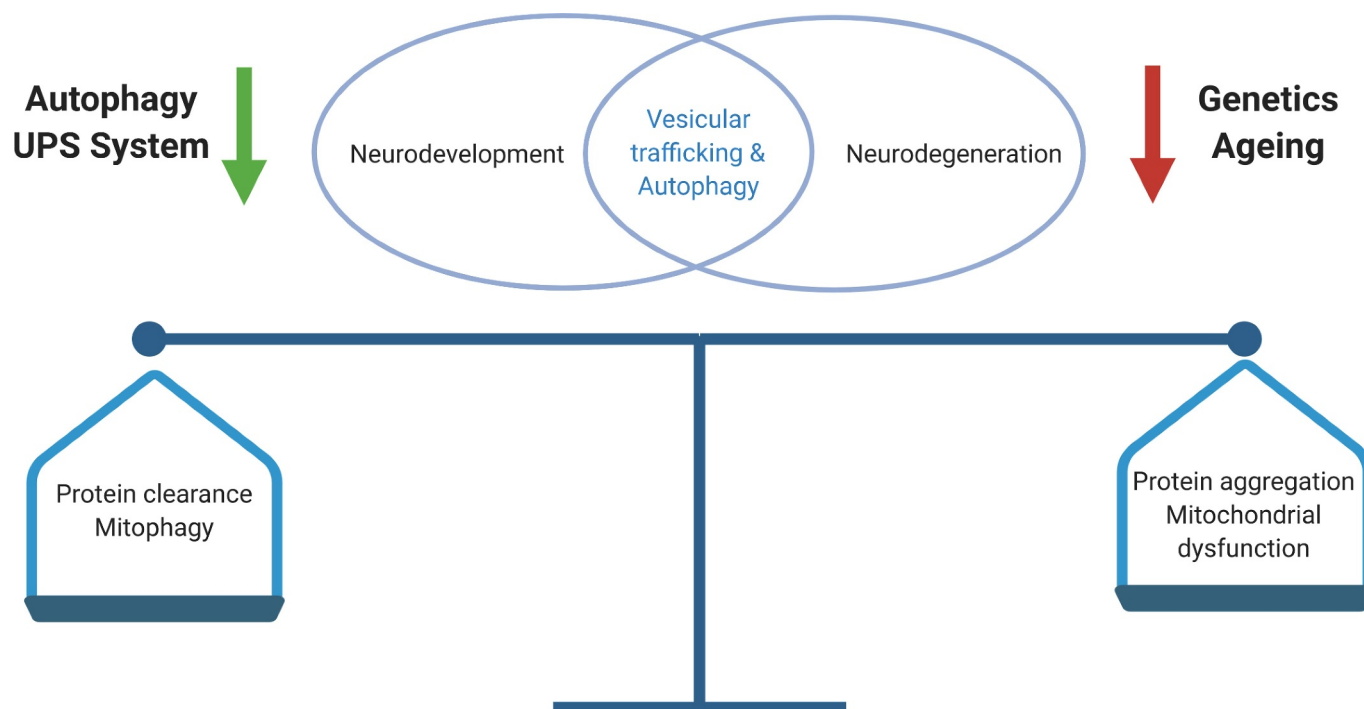 Autophagy
UPS System
Neurodevelopment
Vesicular
trafficking &
Autophagy
Neurodegeneration
Genetics
Ageing
Protein clearance
Mitophagy
Protein aggregation
Mitochondrial
dysfunction